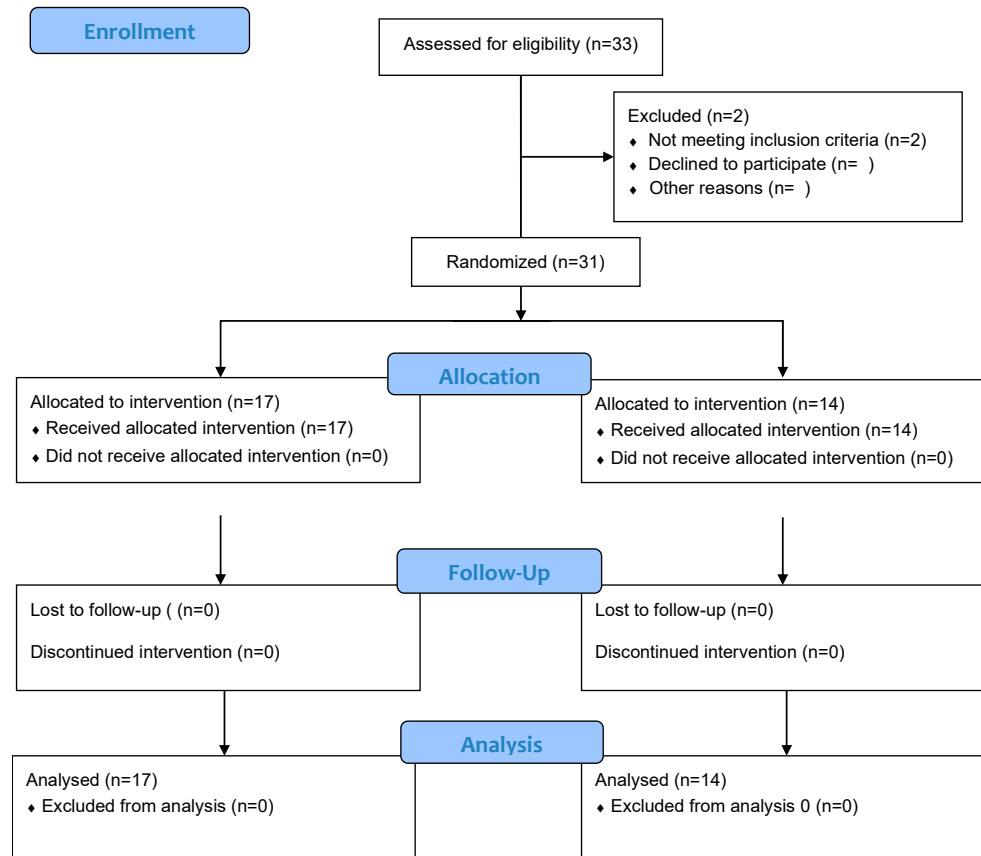 Enrollment
Assessed for eligibility (n=33)
Excluded (n=2)
♦ Not meeting inclusion criteria (n=2)
♦ Declined to participate (n= )
♦ Other reasons (n= )
Randomized (n=31)
Allocation
Allocated to intervention (n=17)
♦ Received allocated intervention (n=17)
♦ Did not receive allocated intervention (n=0)
Allocated to intervention (n=14)
♦ Received allocated intervention (n=14)
♦ Did not receive allocated intervention (n=0)
Follow-Up
Lost to follow-up ( (n=0)
Discontinued intervention (n=0)
Lost to follow-up (n=0)
Discontinued intervention (n=0)
Analysis
Analysed (n=17)
♦ Excluded from analysis (n=0)
Analysed (n=14)
♦ Excluded from analysis 0 (n=0)